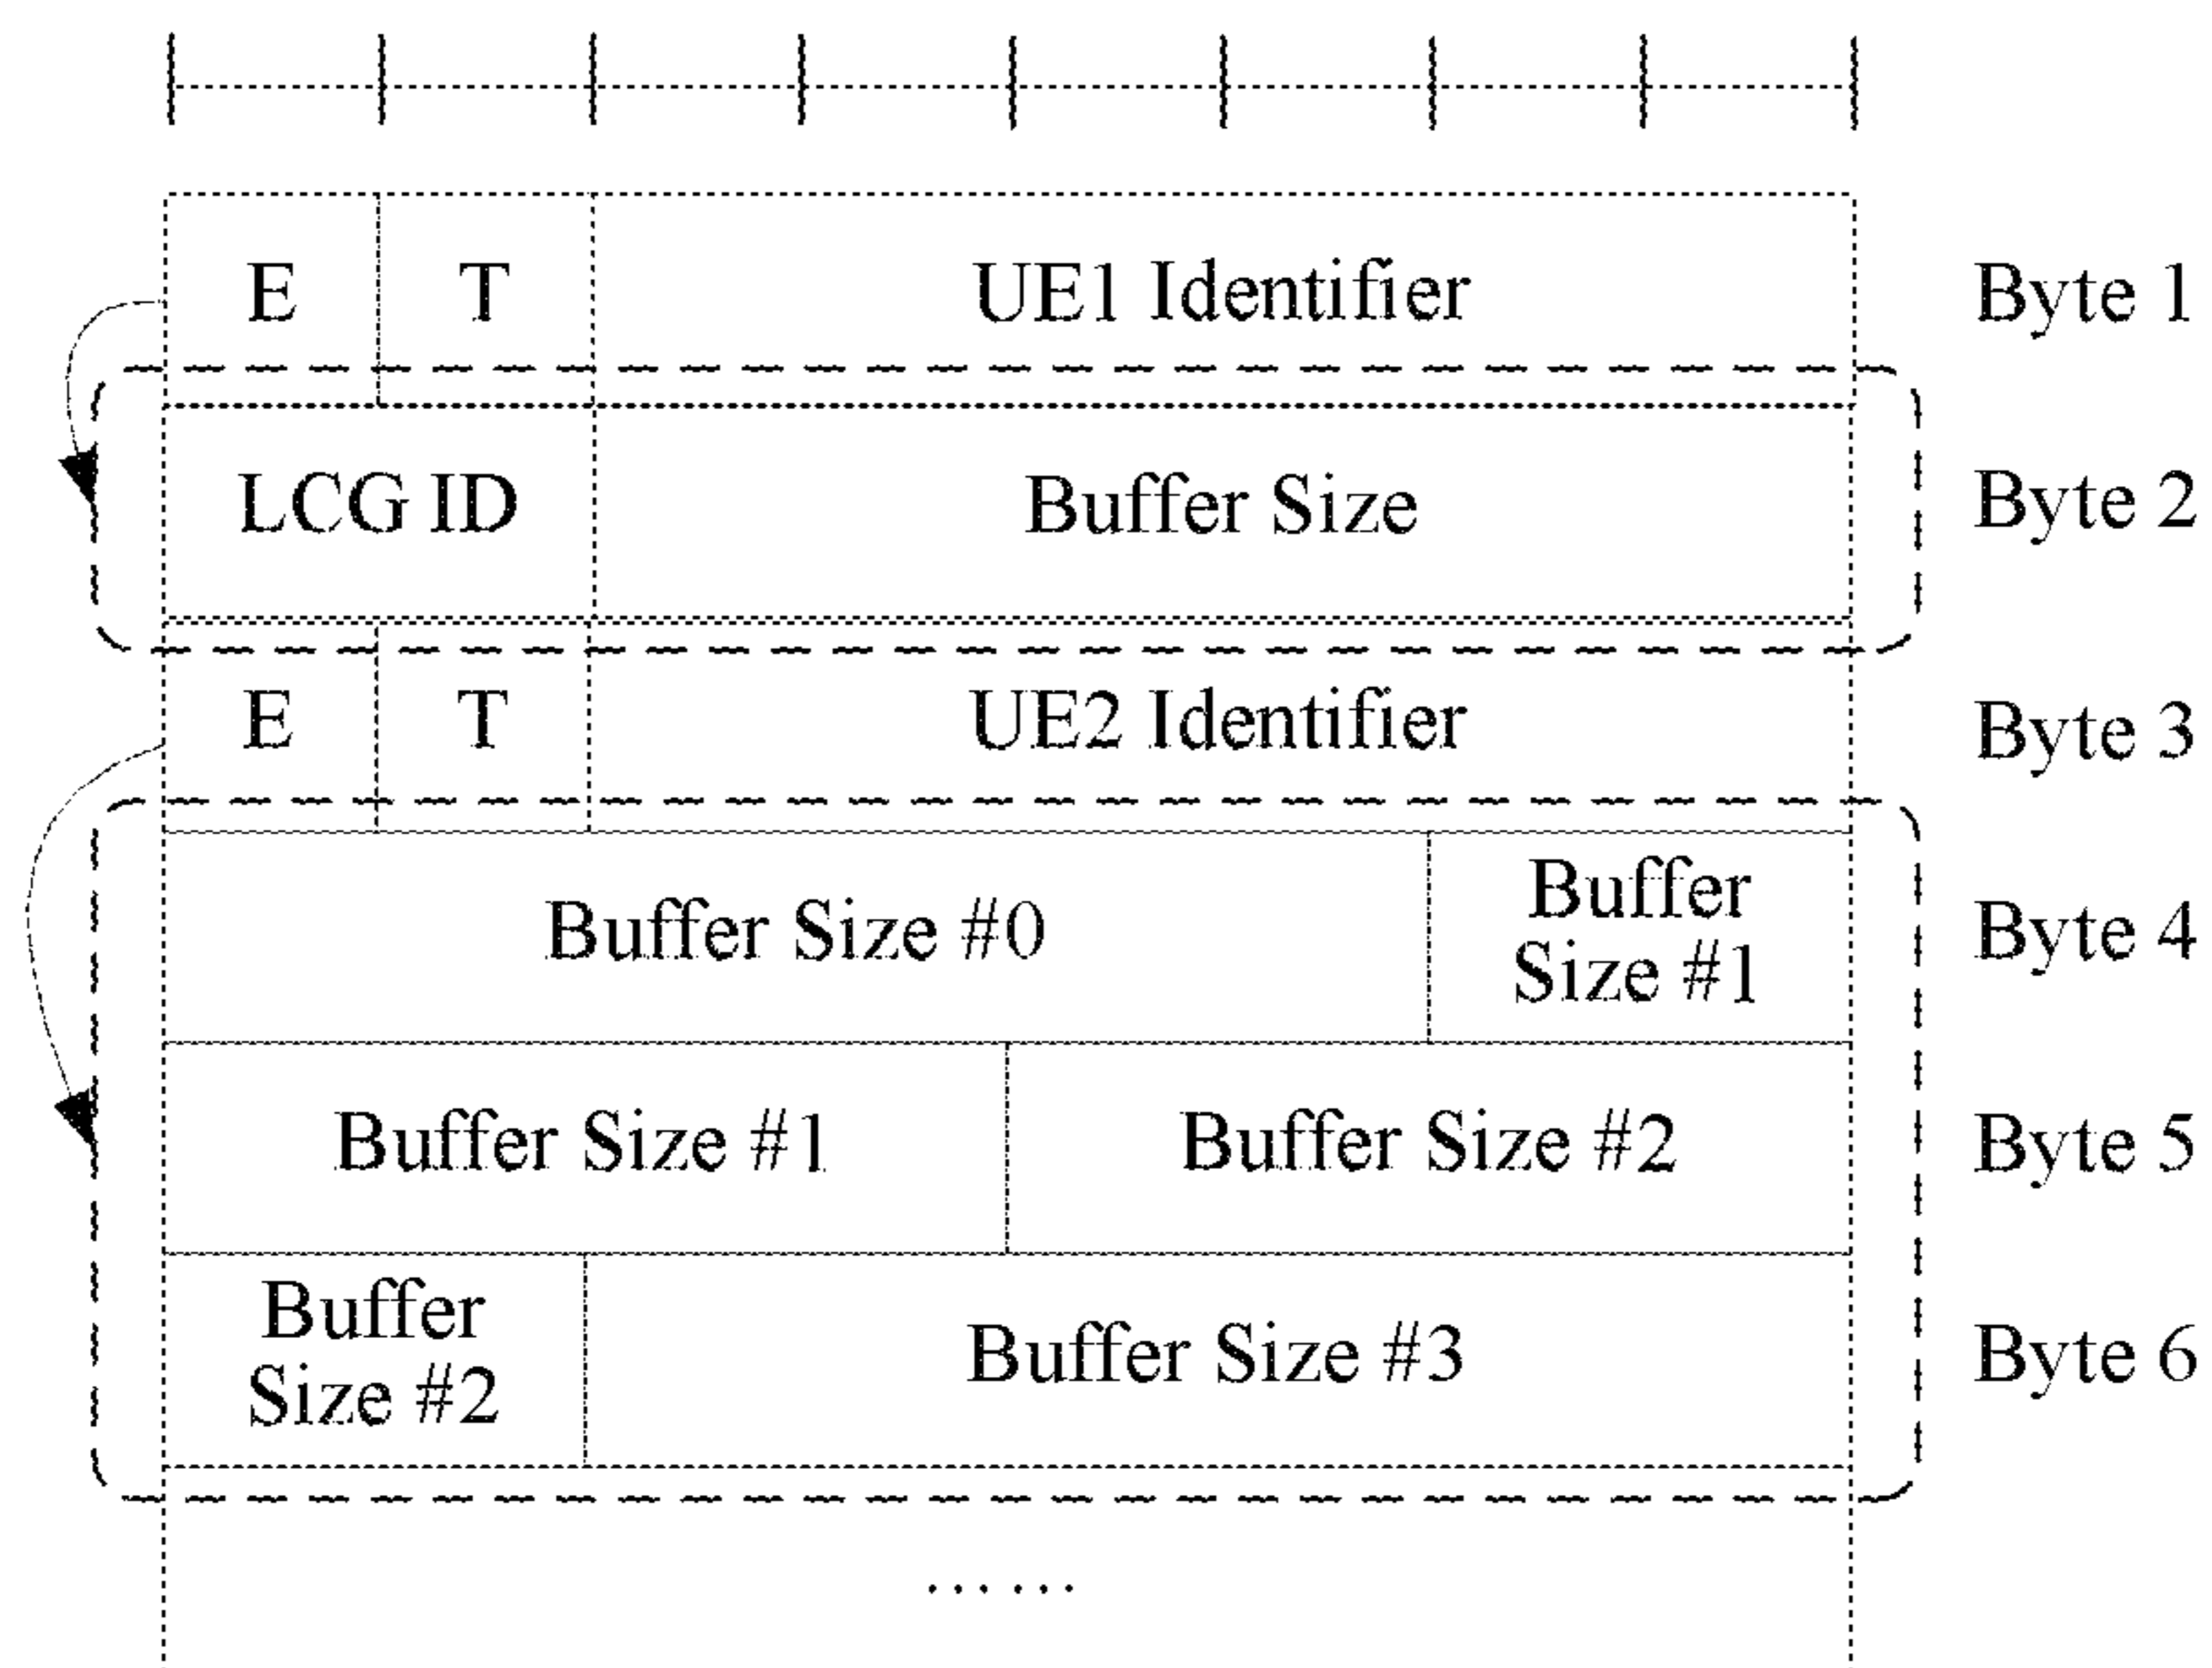 E T UE1 Identifier Byte 1
LCG ID Buffer Size Byte 2
E T UE2 Identifier Byte 3
Buffer Size #0 Buffer Size #1 Byte 4
Buffer Size #1 Buffer Size #2 Byte 5
Buffer Size #2 Buffer Size #3 Byte 6
......